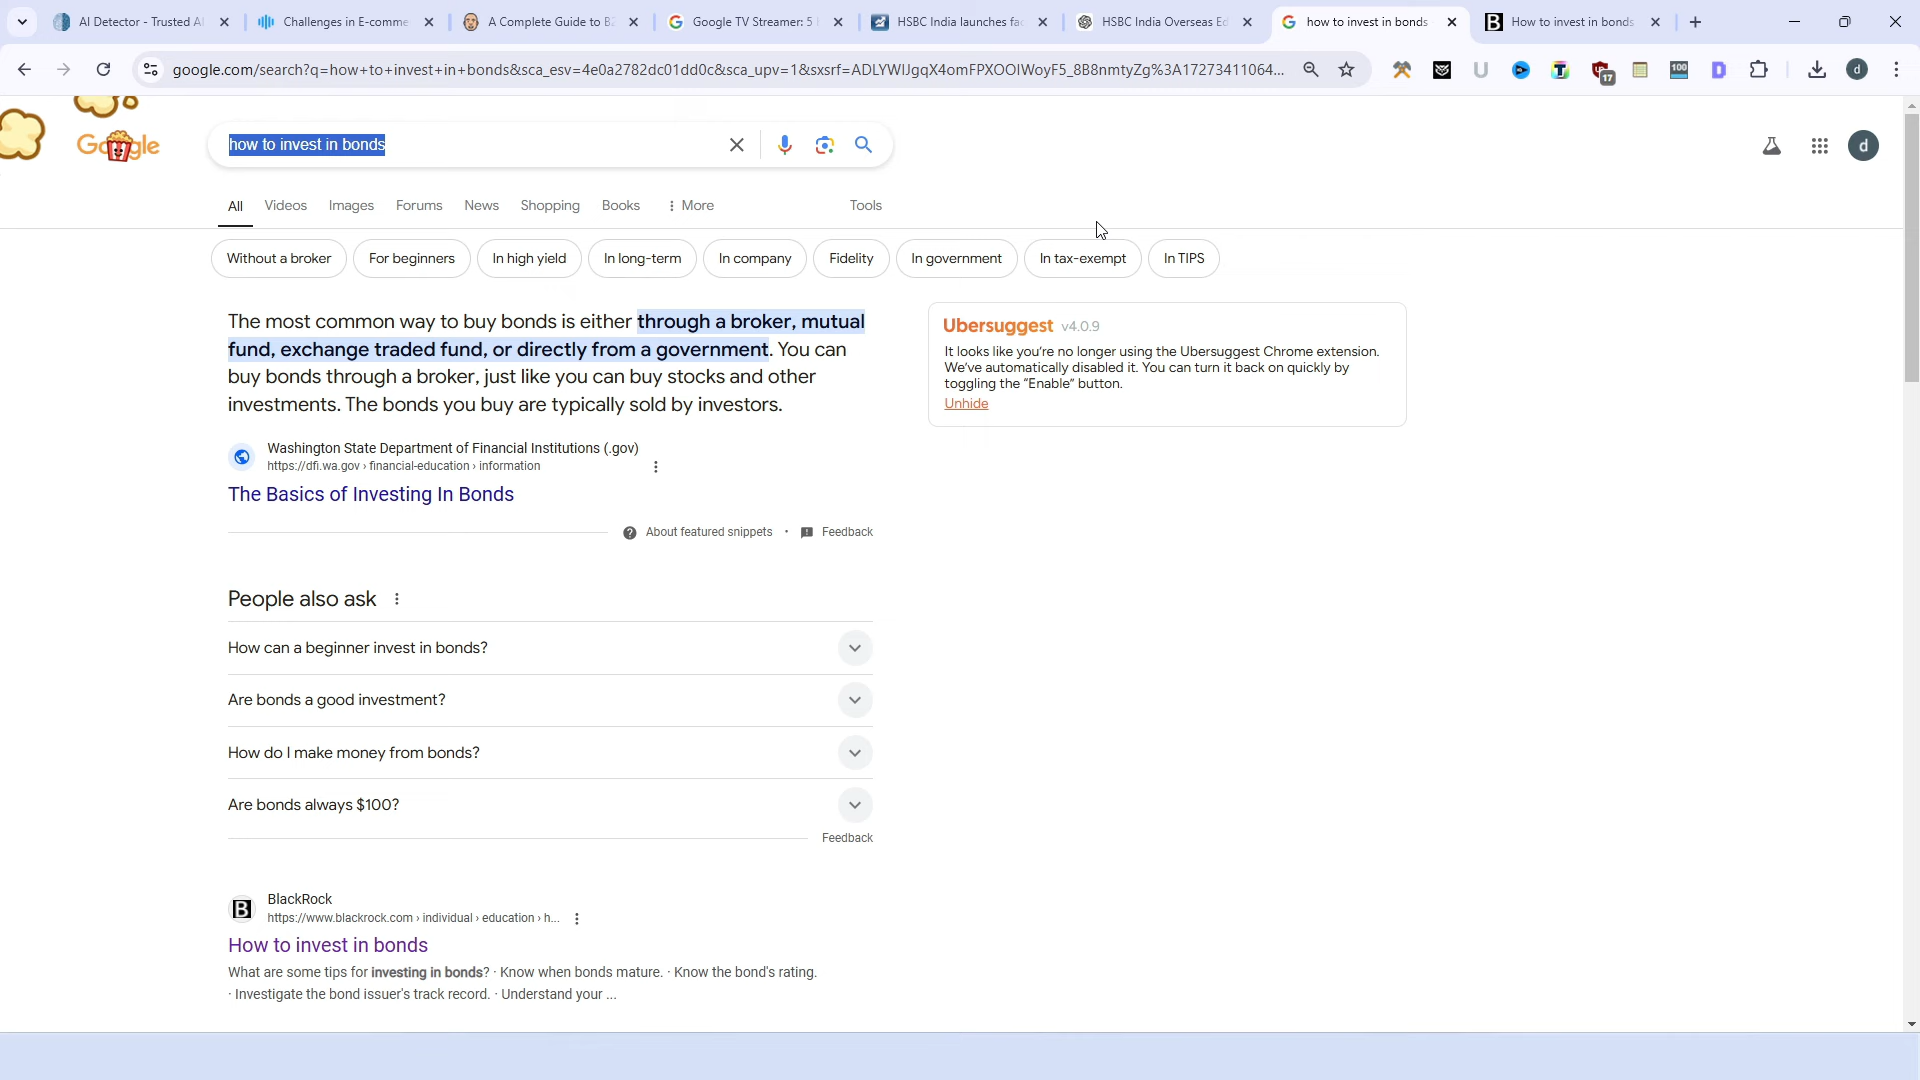 AI Detector - Trusted AI
Challenges in E-comme
A Complete Guide to B2
Google TV Streamer: 5
HSBC India launches fac
HSBC India Overseas Ed
how to invest in bonds
How to invest in bonds
google.com/search?q=how+to+invest+in+bonds&sca_esv=4e0a2782dc01dd0c&sca_upv=1&sxsrf=ADLYWIJgqX4omFPXOOIWoyF5_8B8nmtyZg%3A17273411064...
17
100
d
Google
how to invest in bonds
d
All
Videos
Images
Forums
News
Shopping
Books
More
Tools
Without a broker
For beginners
In high yield
In long-term
In company
Fidelity
In government
In tax-exempt
In TIPS
The most common way to buy bonds is either through a broker, mutual
fund, exchange traded fund, or directly from a government. You can
buy bonds through a broker, just like you can buy stocks and other
investments. The bonds you buy are typically sold by investors.
Ubersuggest v4.0.9
It looks like you're no longer using the Ubersuggest Chrome extension.
We've automatically disabled it. You can turn it back on quickly by
toggling the "Enable" button.
Unhide
Washington State Department of Financial Institutions (.gov)
https://dfi.wa.gov › financial-education › information
The Basics of Investing In Bonds
About featured snippets · Feedback
People also ask
How can a beginner invest in bonds?
Are bonds a good investment?
How do I make money from bonds?
Are bonds always $100?
Feedback
BlackRock
https://www.blackrock.com › individual › education › h...
How to invest in bonds
What are some tips for investing in bonds? · Know when bonds mature. · Know the bond's rating.
· Investigate the bond issuer's track record. · Understand your ...